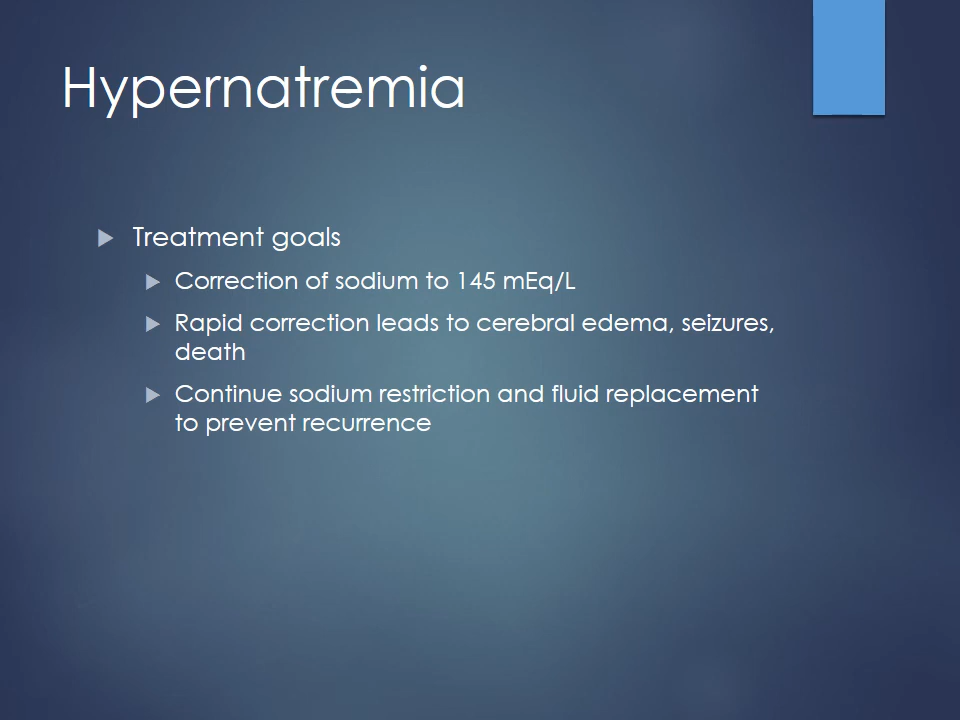 Hypernatremia
Treatment goals
Correction of sodium to 145 mEq/L
Rapid correction leads to cerebral edema, seizures,
death
Continue sodium restriction and fluid replacement
to prevent recurrence